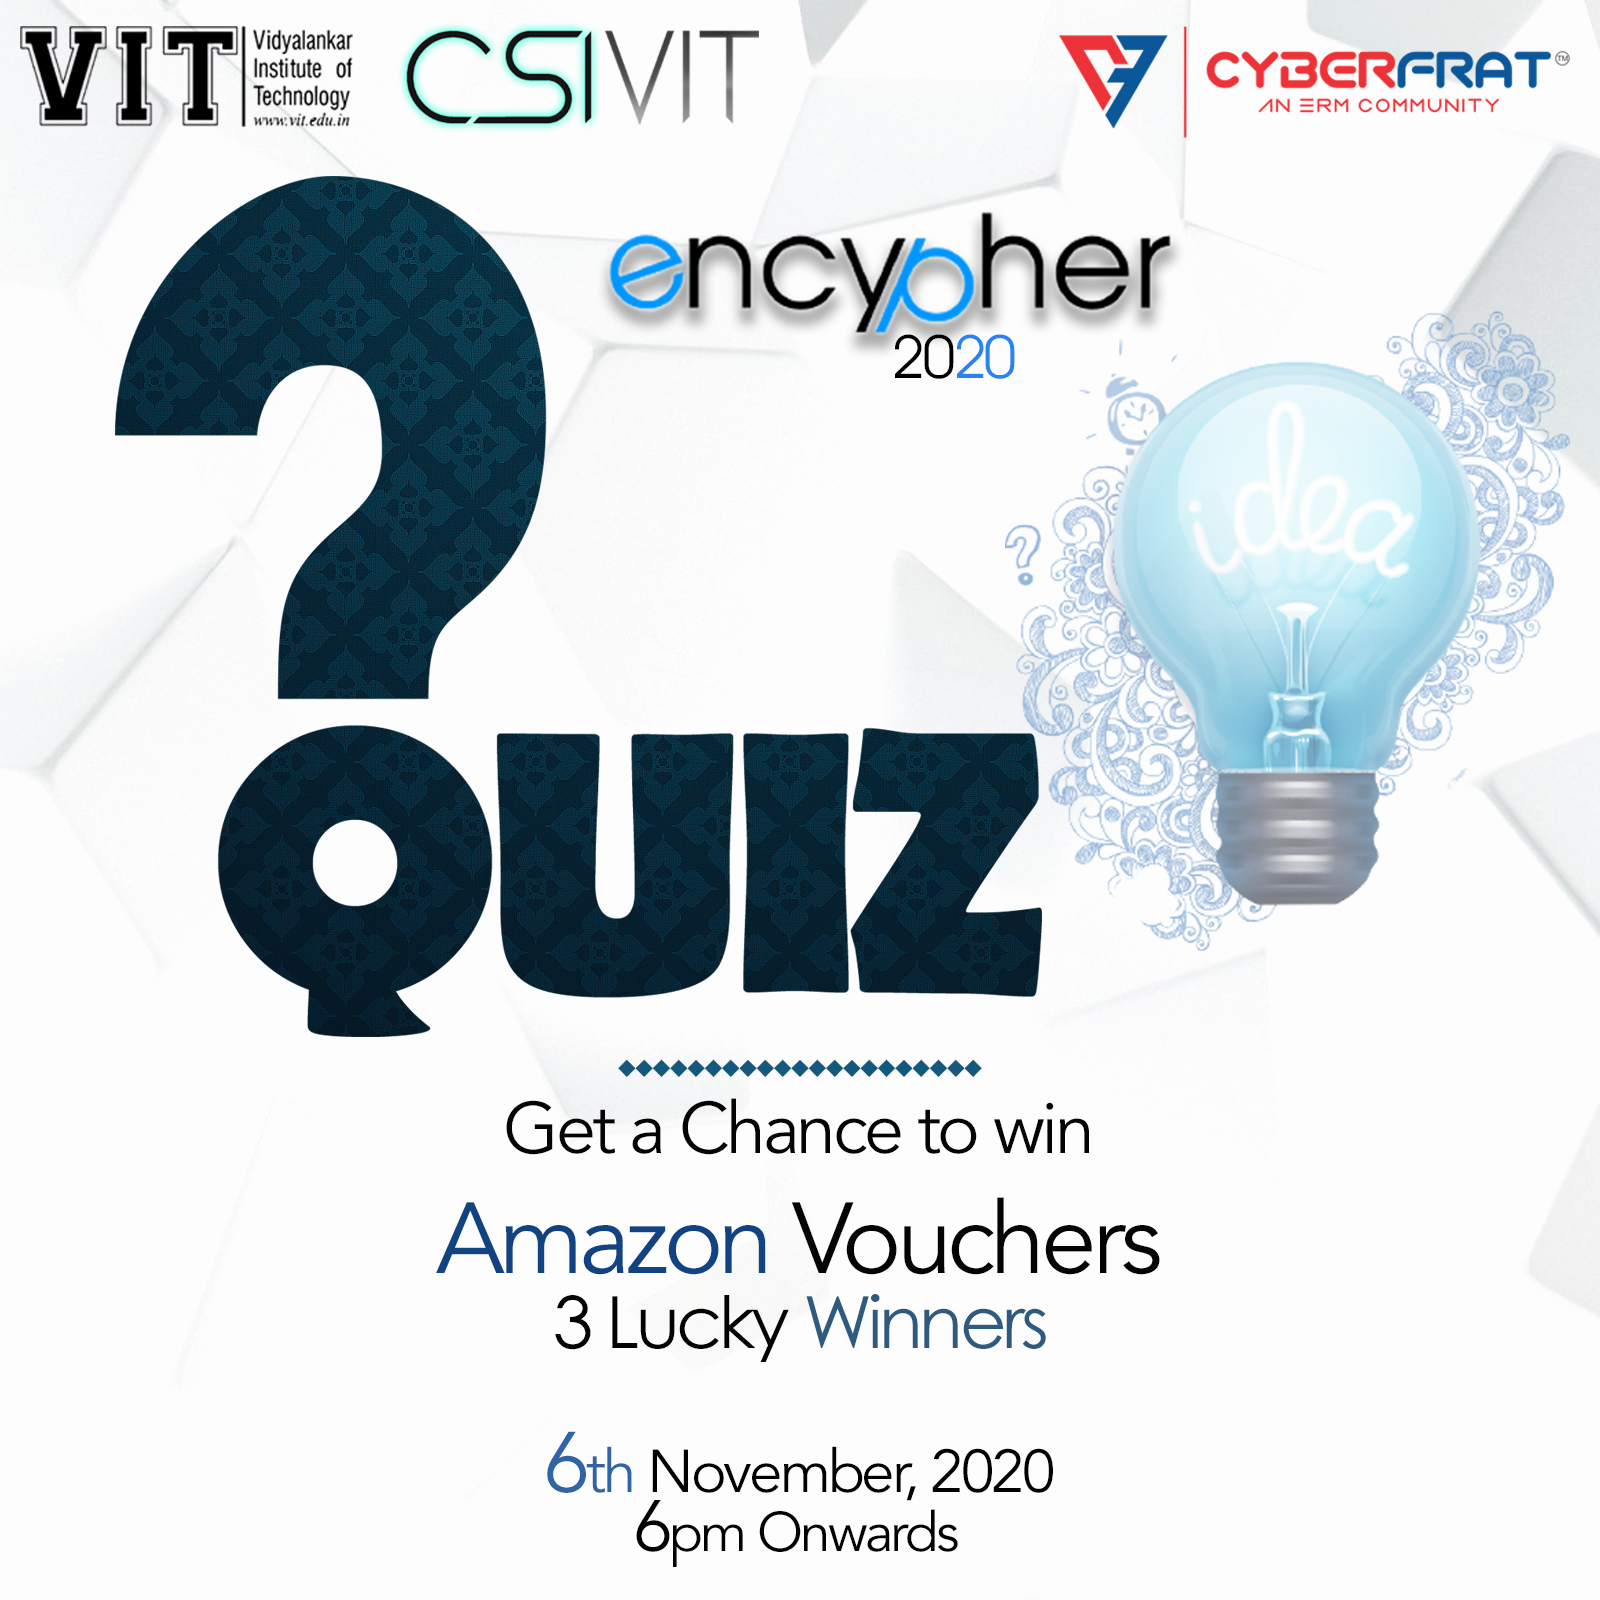 VIT
Vidyalankar
Institute of
Technology
www.vit.edu.in
CSIVIT
CYBERFRAT™
AN ERM COMMUNITY
encypher
2020
?
idea
?
QUIZ
Get a Chance to win
Amazon Vouchers
3 Lucky Winners
6th November, 2020
6pm Onwards